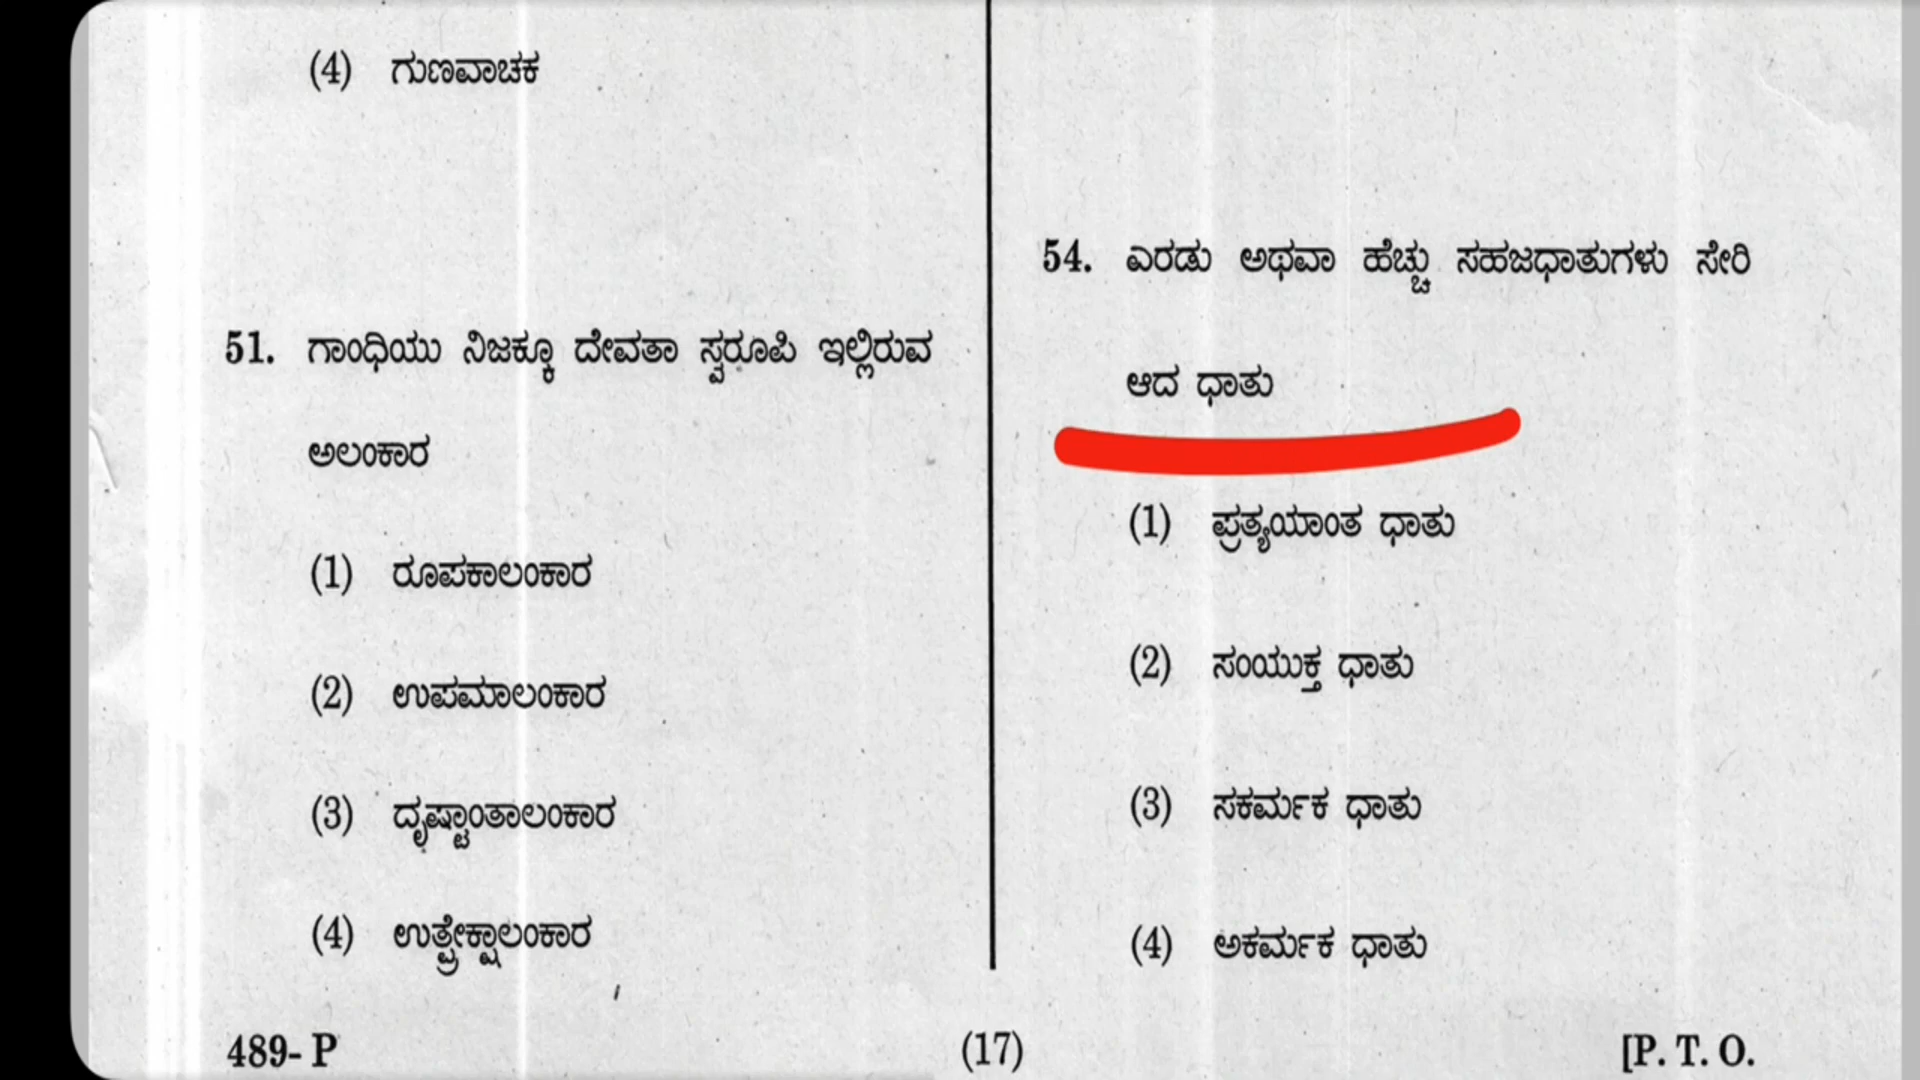 (4) ಗುಣವಾಚಕ
51. ಗಾಂಧಿಯು ನಿಜಕ್ಕೂ ದೇವತಾ ಸ್ವರೂಪಿ ಇಲ್ಲಿರುವ
ಅಲಂಕಾರ
(1) ರೂಪಕಾಲಂಕಾರ
(2) ಉಪಮಾಲಂಕಾರ
(3) ದೃಷ್ಟಾಂತಾಲಂಕಾರ
(4) ಉತ್ಪ್ರೇಕ್ಷಾಲಂಕಾರ
54. ಎರಡು ಅಥವಾ ಹೆಚ್ಚು ಸಹಜಧಾತುಗಳು ಸೇರಿ
ಆದ ಧಾತು
(1) ಪ್ರತ್ಯಯಾಂತ ಧಾತು
(2) ಸಂಯುಕ್ತ ಧಾತು
(3) ಸಕರ್ಮಕ ಧಾತು
(4) ಅಕರ್ಮಕ ಧಾತು
489- P
(17)
[P. T. O.